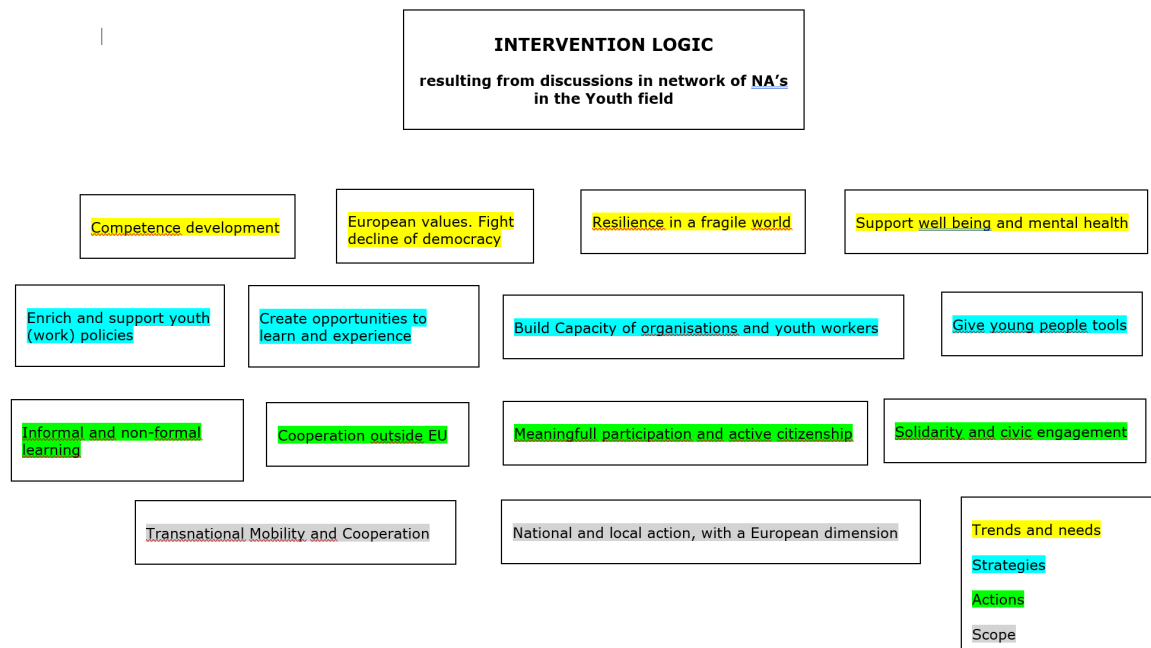 INTERVENTION LOGIC
resulting from discussions in network of NA's
in the Youth field
Competence development
European values. Fight
decline of democracy
Resilience in a fragile world
Support well being and mental health
Enrich and support youth
(work) policies
Create opportunities to
learn and experience
Build Capacity of organisations and youth workers
Give young people tools
Informal and non-formal
learning
Cooperation outside EU
Meaningfull participation and active citizenship
Solidarity and civic engagement
Transnational Mobility and Cooperation
National and local action, with a European dimension
Trends and needs
Strategies
Actions
Scope